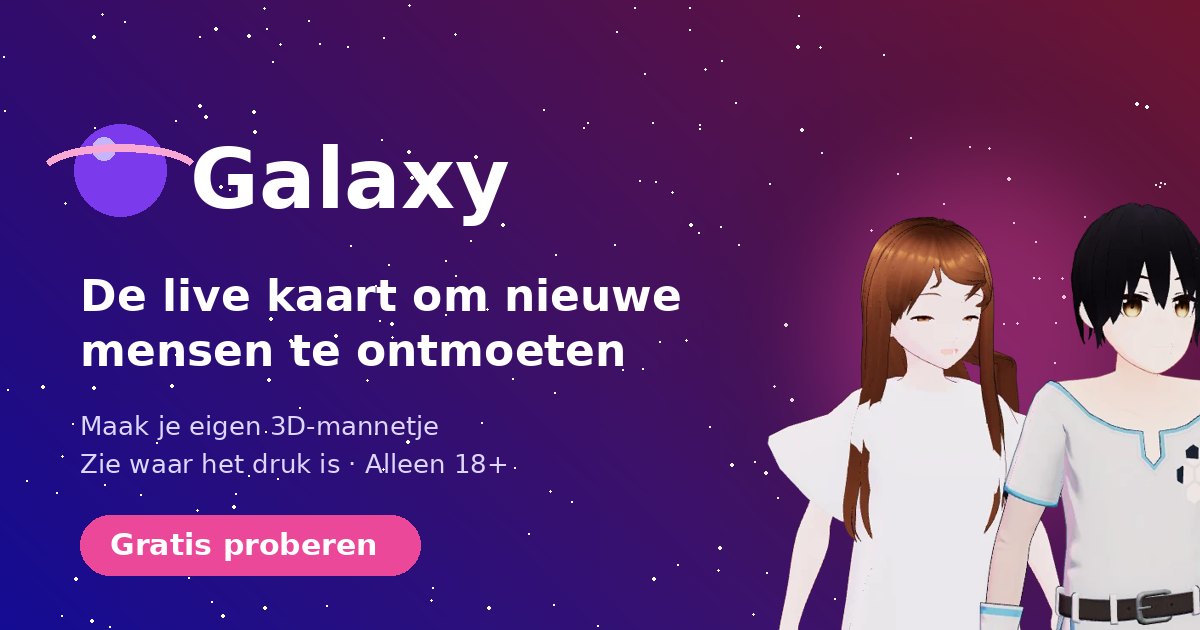 Galaxy
De live kaart om nieuwe
mensen te ontmoeten
Maak je eigen 3D-mannetje
Zie waar het druk is · Alleen 18+
Gratis proberen